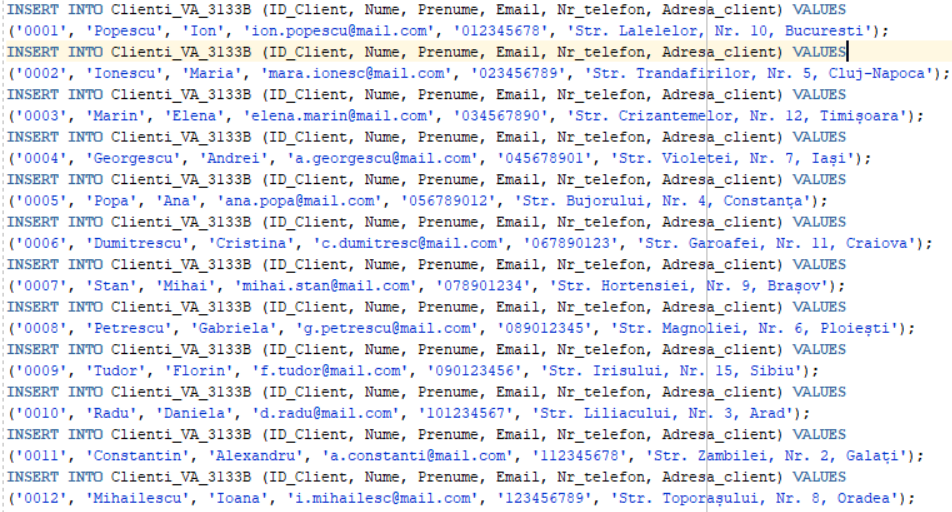 INSERT INTO Clienti_VA_3133B (ID_Client, Nume, Prenume, Email, Nr_telefon, Adresa_client) VALUES
('0001', 'Popescu', 'Ion', 'ion.popescu@mail.com', '012345678', 'Str. Lalelelor, Nr. 10, Bucuresti');
INSERT INTO Clienti_VA_3133B (ID_Client, Nume, Prenume, Email, Nr_telefon, Adresa_client) VALUES
('0002', 'Ionescu', 'Maria', 'mara.ionesc@mail.com', '023456789', 'Str. Trandafirilor, Nr. 5, Cluj-Napoca');
INSERT INTO Clienti_VA_3133B (ID_Client, Nume, Prenume, Email, Nr_telefon, Adresa_client) VALUES
('0003', 'Marin', 'Elena', 'elena.marin@mail.com', '034567890', 'Str. Crizantemelor, Nr. 12, Timișoara');
INSERT INTO Clienti_VA_3133B (ID_Client, Nume, Prenume, Email, Nr_telefon, Adresa_client) VALUES
('0004', 'Georgescu', 'Andrei', 'a.georgescu@mail.com', '045678901', 'Str. Violetei, Nr. 7, Iași');
INSERT INTO Clienti_VA_3133B (ID_Client, Nume, Prenume, Email, Nr_telefon, Adresa_client) VALUES
('0005', 'Popa', 'Ana', 'ana.popa@mail.com', '056789012', 'Str. Bujorului, Nr. 4, Constanța');
INSERT INTO Clienti_VA_3133B (ID_Client, Nume, Prenume, Email, Nr_telefon, Adresa_client) VALUES
('0006', 'Dumitrescu', 'Cristina', 'c.dumitresc@mail.com', '067890123', 'Str. Garoafei, Nr. 11, Craiova');
INSERT INTO Clienti_VA_3133B (ID_Client, Nume, Prenume, Email, Nr_telefon, Adresa_client) VALUES
('0007', 'Stan', 'Mihai', 'mihai.stan@mail.com', '078901234', 'Str. Hortensiei, Nr. 9, Brașov');
INSERT INTO Clienti_VA_3133B (ID_Client, Nume, Prenume, Email, Nr_telefon, Adresa_client) VALUES
('0008', 'Petrescu', 'Gabriela', 'g.petrescu@mail.com', '089012345', 'Str. Magnoliei, Nr. 6, Ploiești');
INSERT INTO Clienti_VA_3133B (ID_Client, Nume, Prenume, Email, Nr_telefon, Adresa_client) VALUES
('0009', 'Tudor', 'Florin', 'f.tudor@mail.com', '090123456', 'Str. Irisului, Nr. 15, Sibiu');
INSERT INTO Clienti_VA_3133B (ID_Client, Nume, Prenume, Email, Nr_telefon, Adresa_client) VALUES
('0010', 'Radu', 'Daniela', 'd.radu@mail.com', '101234567', 'Str. Liliacului, Nr. 3, Arad');
INSERT INTO Clienti_VA_3133B (ID_Client, Nume, Prenume, Email, Nr_telefon, Adresa_client) VALUES
('0011', 'Constantin', 'Alexandru', 'a.constanti@mail.com', '112345678', 'Str. Zambilei, Nr. 2, Galați');
INSERT INTO Clienti_VA_3133B (ID_Client, Nume, Prenume, Email, Nr_telefon, Adresa_client) VALUES
('0012', 'Mihailescu', 'Ioana', 'i.mihailesc@mail.com', '123456789', 'Str. Toporașului, Nr. 8, Oradea');